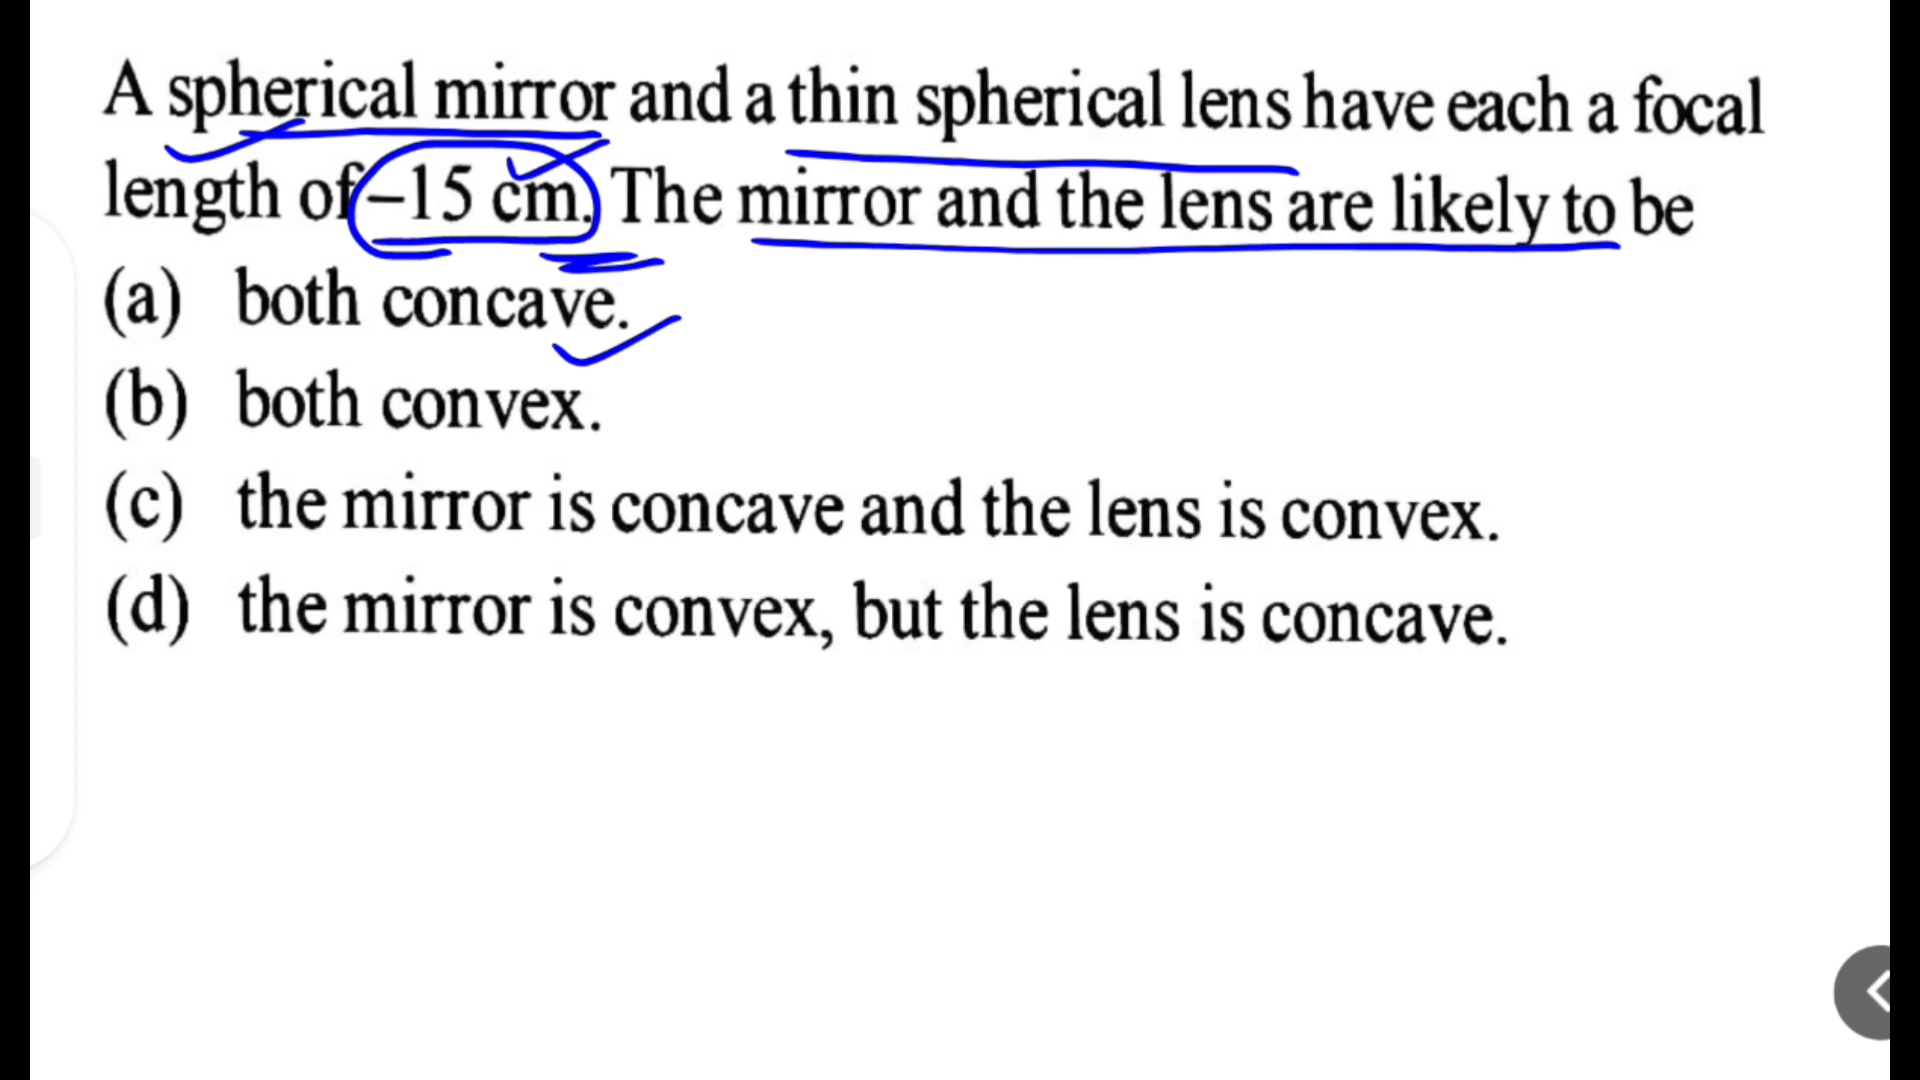 A spherical mirror and a thin spherical lens have each a focal
length of –15 cm. The mirror and the lens are likely to be
(a) both concave.
(b) both convex.
(c) the mirror is concave and the lens is convex.
(d) the mirror is convex, but the lens is concave.